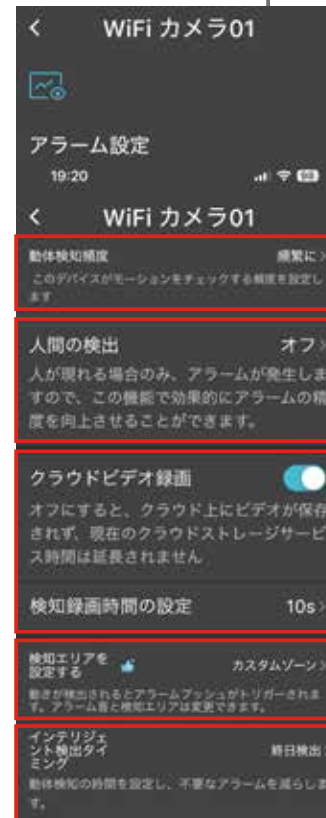 < WiFi カメラ01
アラーム設定
19:20 58
< WiFi カメラ01
動体検知頻度 頻繁に >
このデバイスがモーションをチェックする頻度を設定し
ます
人間の検出 オフ >
人が現れる場合のみ、アラームが発生しま
すので、この機能で効果的にアラームの精
度を向上させることができます。
クラウドビデオ録画
オフにすると、クラウド上にビデオが保存
されず、現在のクラウドストレージサービ
ス時間は延長されません
検知録画時間の設定 10s >
検知エリアを
設定する カスタムゾーン >
動きが検出されるとアラームプッシュがトリガーされま
す。アラーム音と検知エリアは変更できます。
インテリジェ
ント検出タイ
ミング 終日検出 >
動体検知の時間を設定し、不要なアラームを減らしま
す。